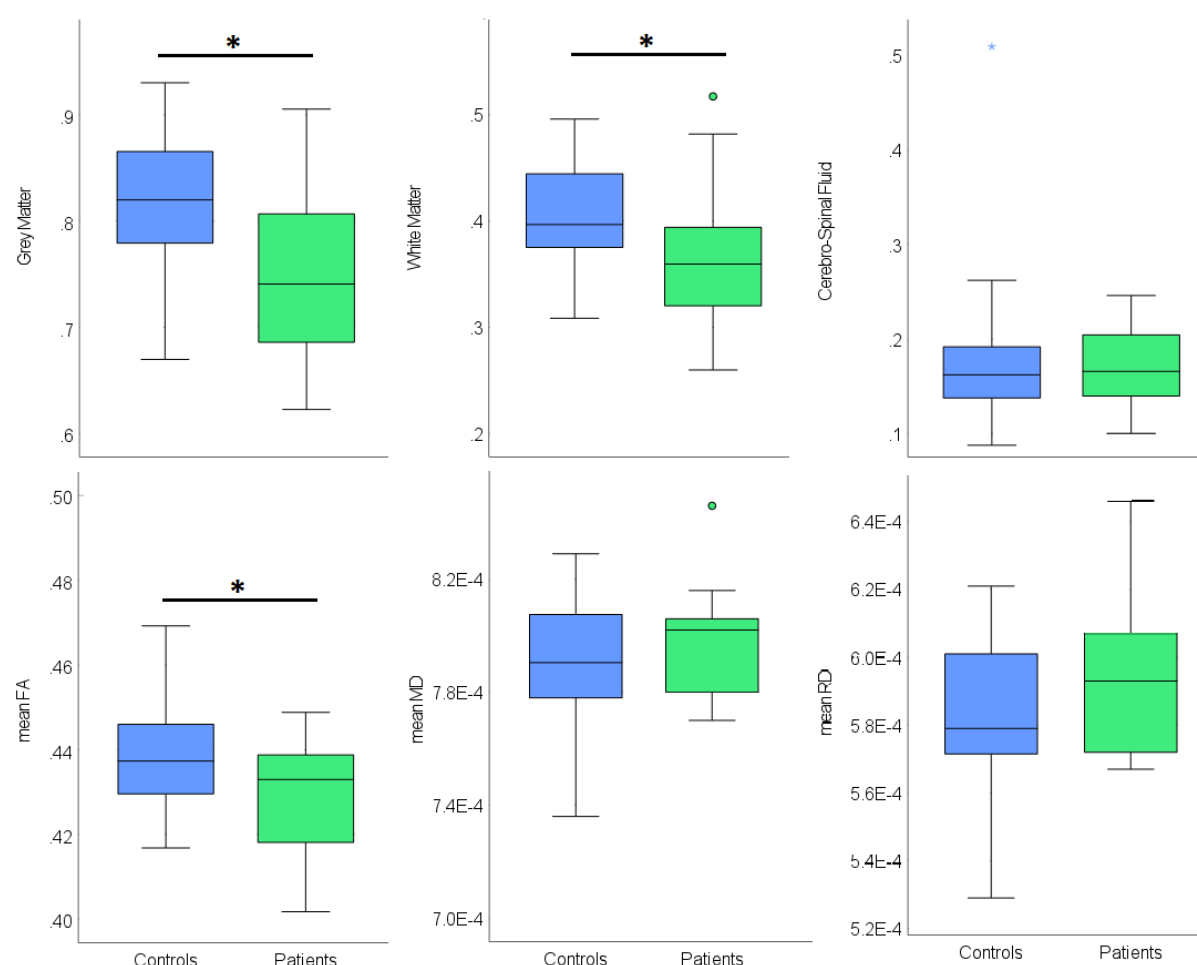 *
Grey Matter
.9
.8
.7
.6
*
White Matter
.5
.4
.3
.2
*
Cerebro-Spinal Fluid
.5
.4
.3
.2
.1
*
mean FA
.50
.48
.46
.44
.42
.40
Controls Patients
mean MD
8.2E-4
7.8E-4
7.4E-4
7.0E-4
Controls Patients
mean RDI
6.4E-4
6.2E-4
6.0E-4
5.8E-4
5.6E-4
5.4E-4
5.2E-4
Controls Patients